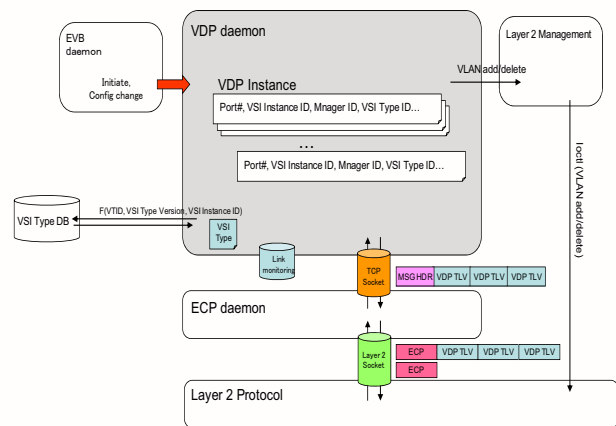 EVB
daemon
Initiate,
Config change
VDP daemon
VDP Instance
Port#, VSI Instance ID, Mnager ID, VSI Type ID…
…
Port#, VSI Instance ID, Mnager ID, VSI Type ID…
VLAN add/delete
Layer 2 Management
Ioctl (VLAN add/delete)
VSI Type DB
F(VTID, VSI Type Version, VSI Instance ID)
VSI
Type
Link
monitoring
TCP
Socket
MSG HDR VDP TLV VDP TLV VDP TLV
ECP daemon
Layer 2
Socket
ECP VDP TLV VDP TLV VDP TLV
ECP
Layer 2 Protocol